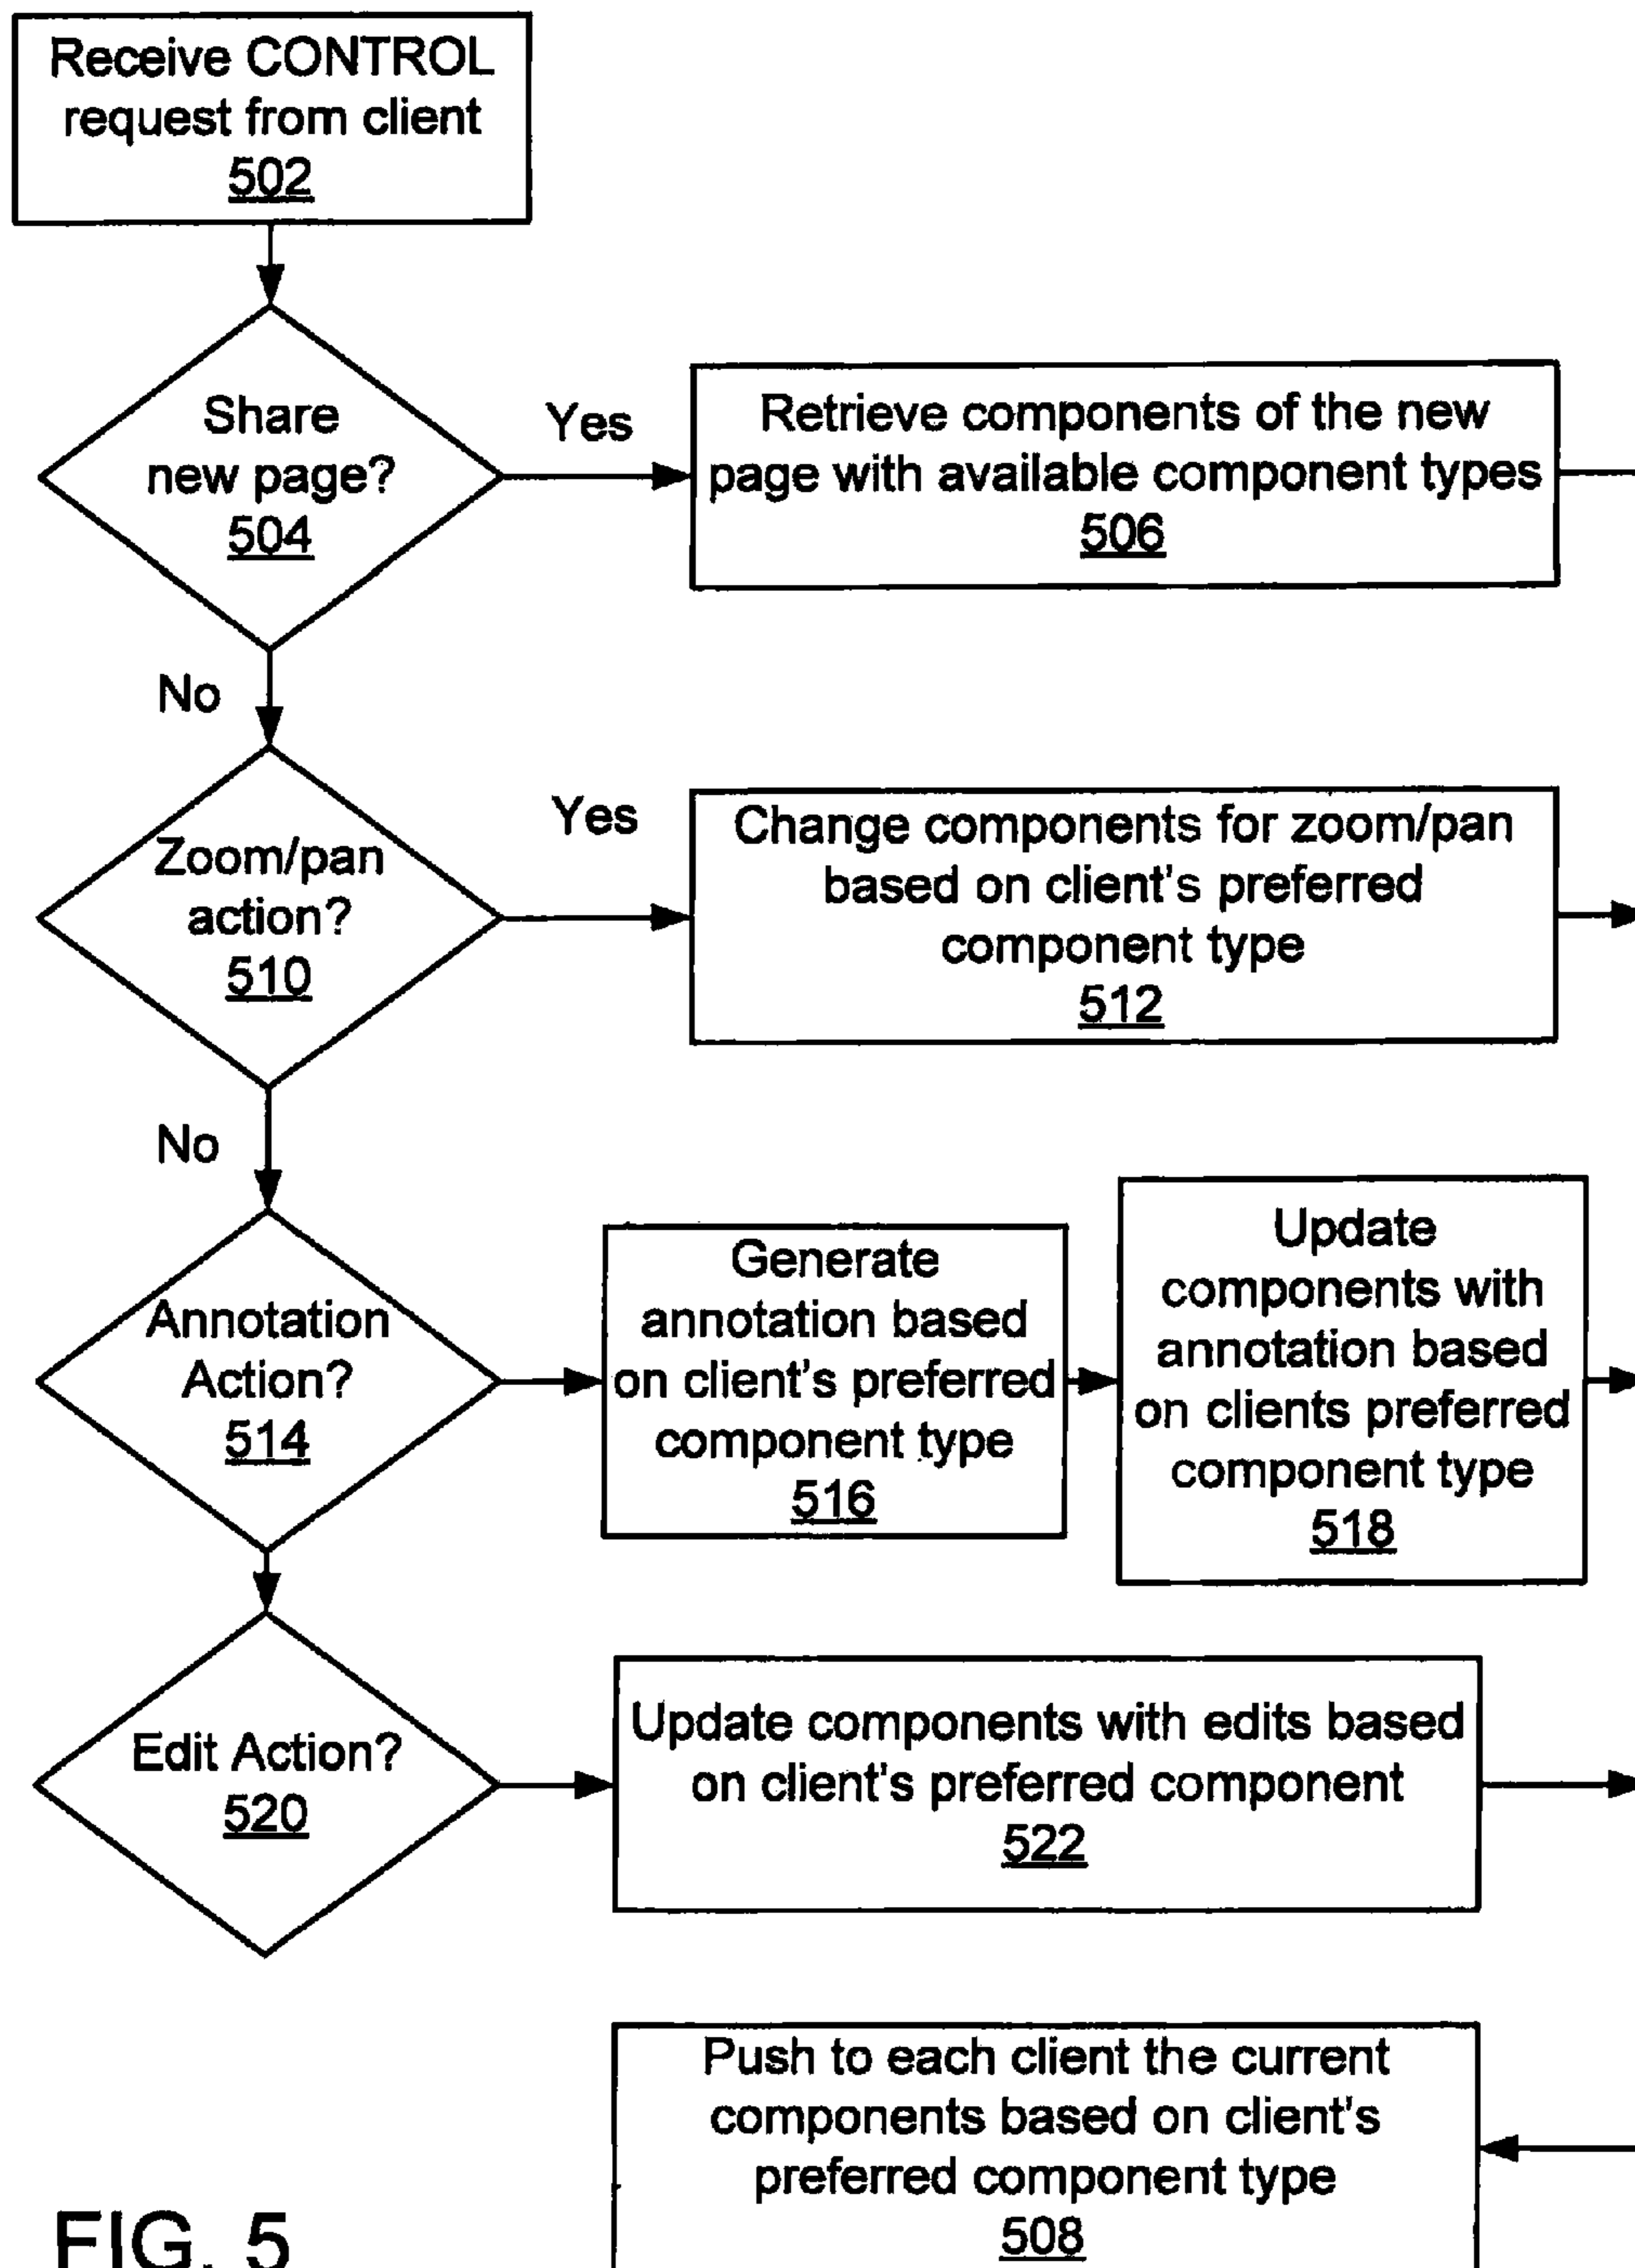 Receive CONTROL
request from client
502
Share
new page?
504
Yes
Retrieve components of the new
page with available component types
506
No
Zoom/pan
action?
510
Yes
Change components for zoom/pan
based on client's preferred
component type
512
No
Annotation
Action?
514
Generate
annotation based
on client's preferred
component type
516
Update
components with
annotation based
on clients preferred
component type
518
Edit Action?
520
Update components with edits based
on client's preferred component
522
Push to each client the current
components based on client's
preferred component type
508
FIG. 5